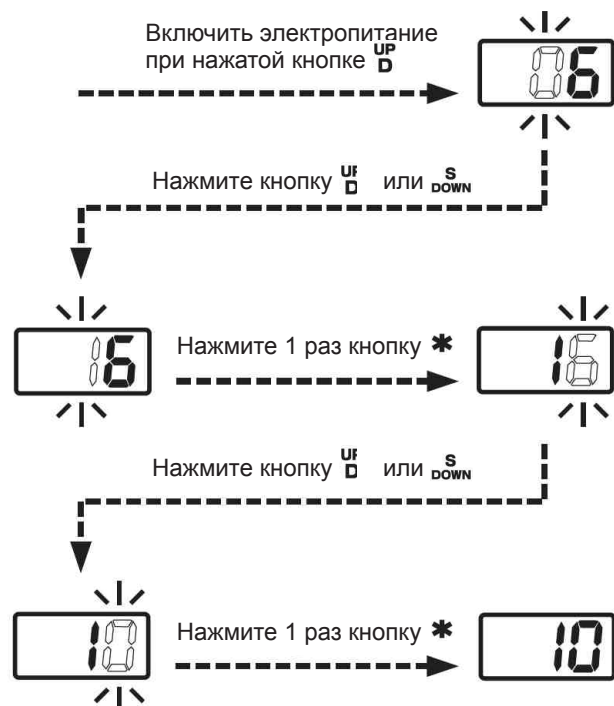 Включить электропитание
при нажатой кнопке UP D
06
Нажмите кнопку UP D или S DOWN
16
Нажмите 1 раз кнопку *
16
Нажмите кнопку UP D или S DOWN
10
Нажмите 1 раз кнопку *
10